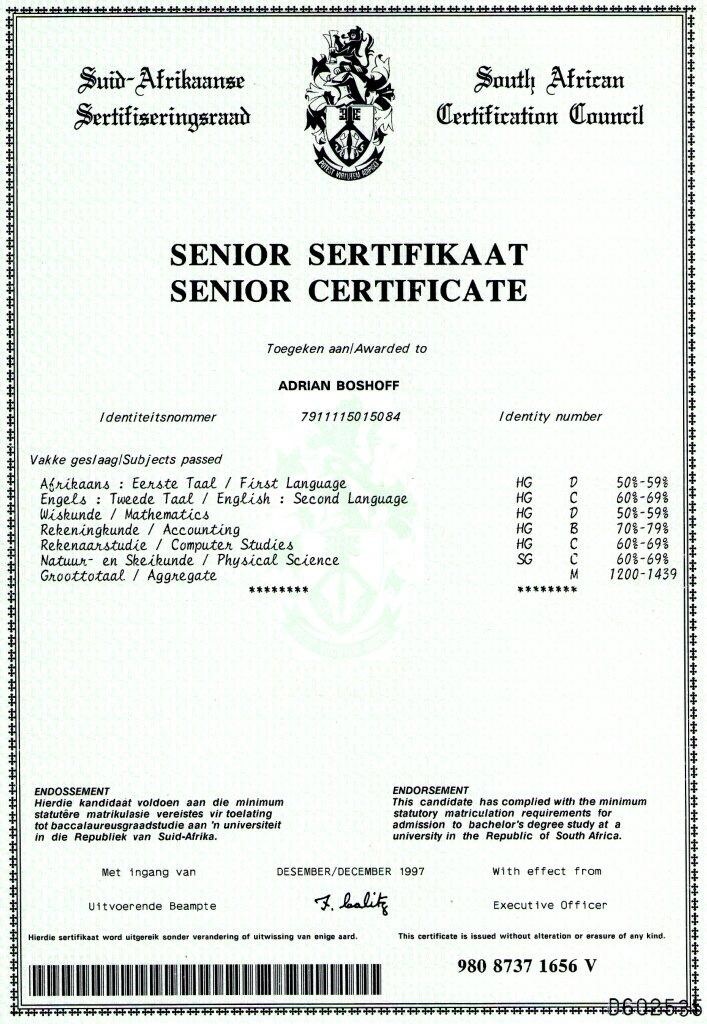 Suid-Afrikaanse
Sertifiseringsraad
South African
Certification Council
SENIOR SERTIFIKAAT
SENIOR CERTIFICATE
Toegeken aan/Awarded to
ADRIAN BOSHOFF
Identiteitsnommer 7911115015084 Identity number
Vakke geslaag/Subjects passed
Afrikaans : Eerste Taal / First Language HG D 50%-59%
Engels : Tweede Taal / English : Second Language HG C 60%-69%
Wiskunde / Mathematics HG D 50%-59%
Rekeningkunde / Accounting HG B 70%-79%
Rekenaarstudie / Computer Studies HG C 60%-69%
Natuur- en Skeikunde / Physical Science SG C 60%-69%
Groottotaal / Aggregate M 1200-1439
******** ********
ENDOSSEMENT
Hierdie kandidaat voldoen aan die minimum
statutêre matrikulasie vereistes vir toelating
tot baccalaureusgraadstudie aan 'n universiteit
in die Republiek van Suid-Afrika.
ENDORSEMENT
This candidate has complied with the minimum
statutory matriculation requirements for
admission to bachelor's degree study at a
university in the Republic of South Africa.
Met ingang van DESEMBER/DECEMBER 1997 With effect from
Uitvoerende Beampte Executive Officer
Hierdie sertifikaat word uitgereik sonder verandering of uitwissing van enige aard.
This certificate is issued without alteration or erasure of any kind.
980 8737 1656 V
D602535